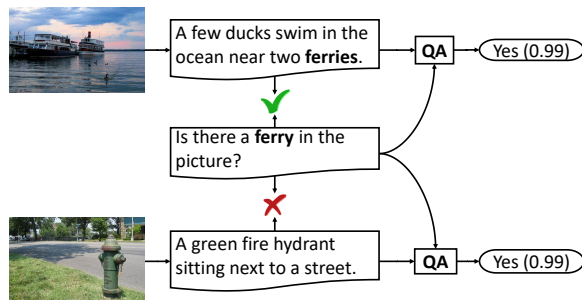 A few ducks swim in the
ocean near two ferries.
QA
Yes (0.99)
Is there a ferry in the
picture?
A green fire hydrant
sitting next to a street.
QA
Yes (0.99)